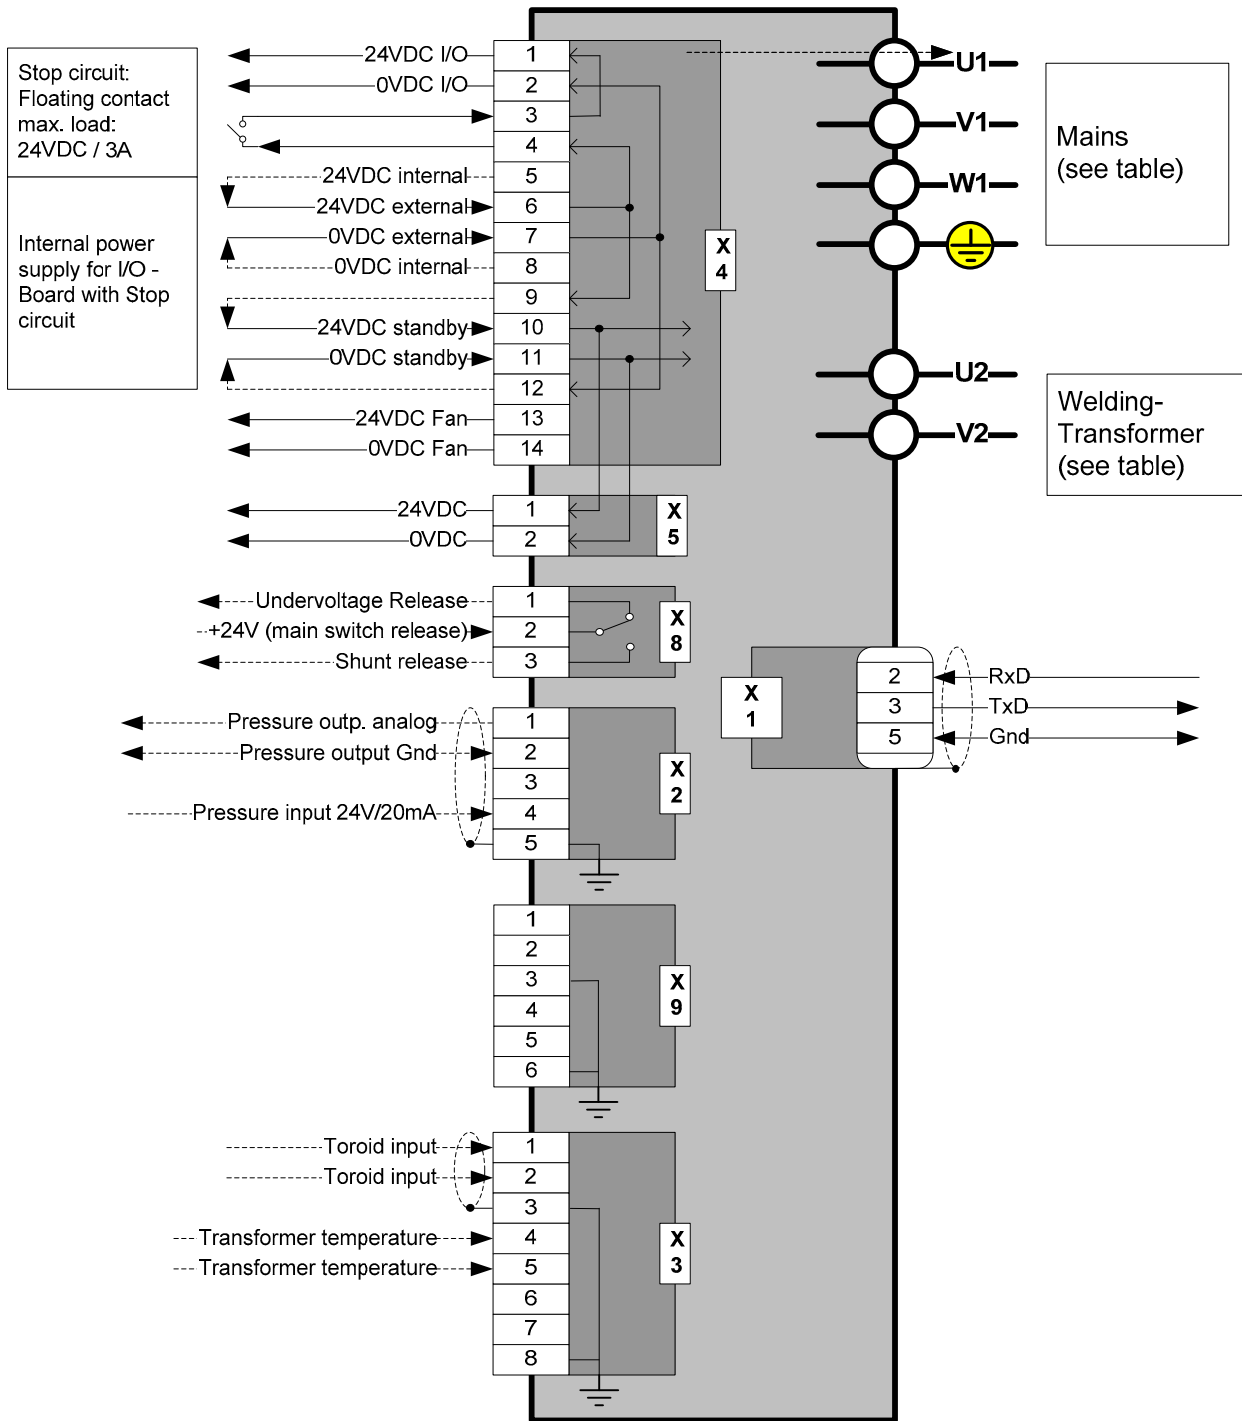 Stop circuit:
Floating contact
max. load:
24VDC / 3A
Internal power
supply for I/O -
Board with Stop
circuit
24VDC I/O 1
0VDC I/O 2
3
4
24VDC internal 5
24VDC external 6
0VDC external 7
0VDC internal 8
9
24VDC standby 10
0VDC standby 11
12
24VDC Fan 13
0VDC Fan 14
X
4
24VDC 1
0VDC 2
X
5
Undervoltage Release 1
+24V (main switch release) 2
Shunt release 3
X
8
Pressure outp. analog 1
Pressure output Gnd 2
3
Pressure input 24V/20mA 4
5
X
2
1
2
3
4
5
6
X
9
Toroid input 1
Toroid input 2
3
Transformer temperature 4
Transformer temperature 5
6
7
8
X
3
U1
V1
W1
Mains
(see table)
U2
V2
Welding-
Transformer
(see table)
X
1
2 RxD
3 TxD
5 Gnd